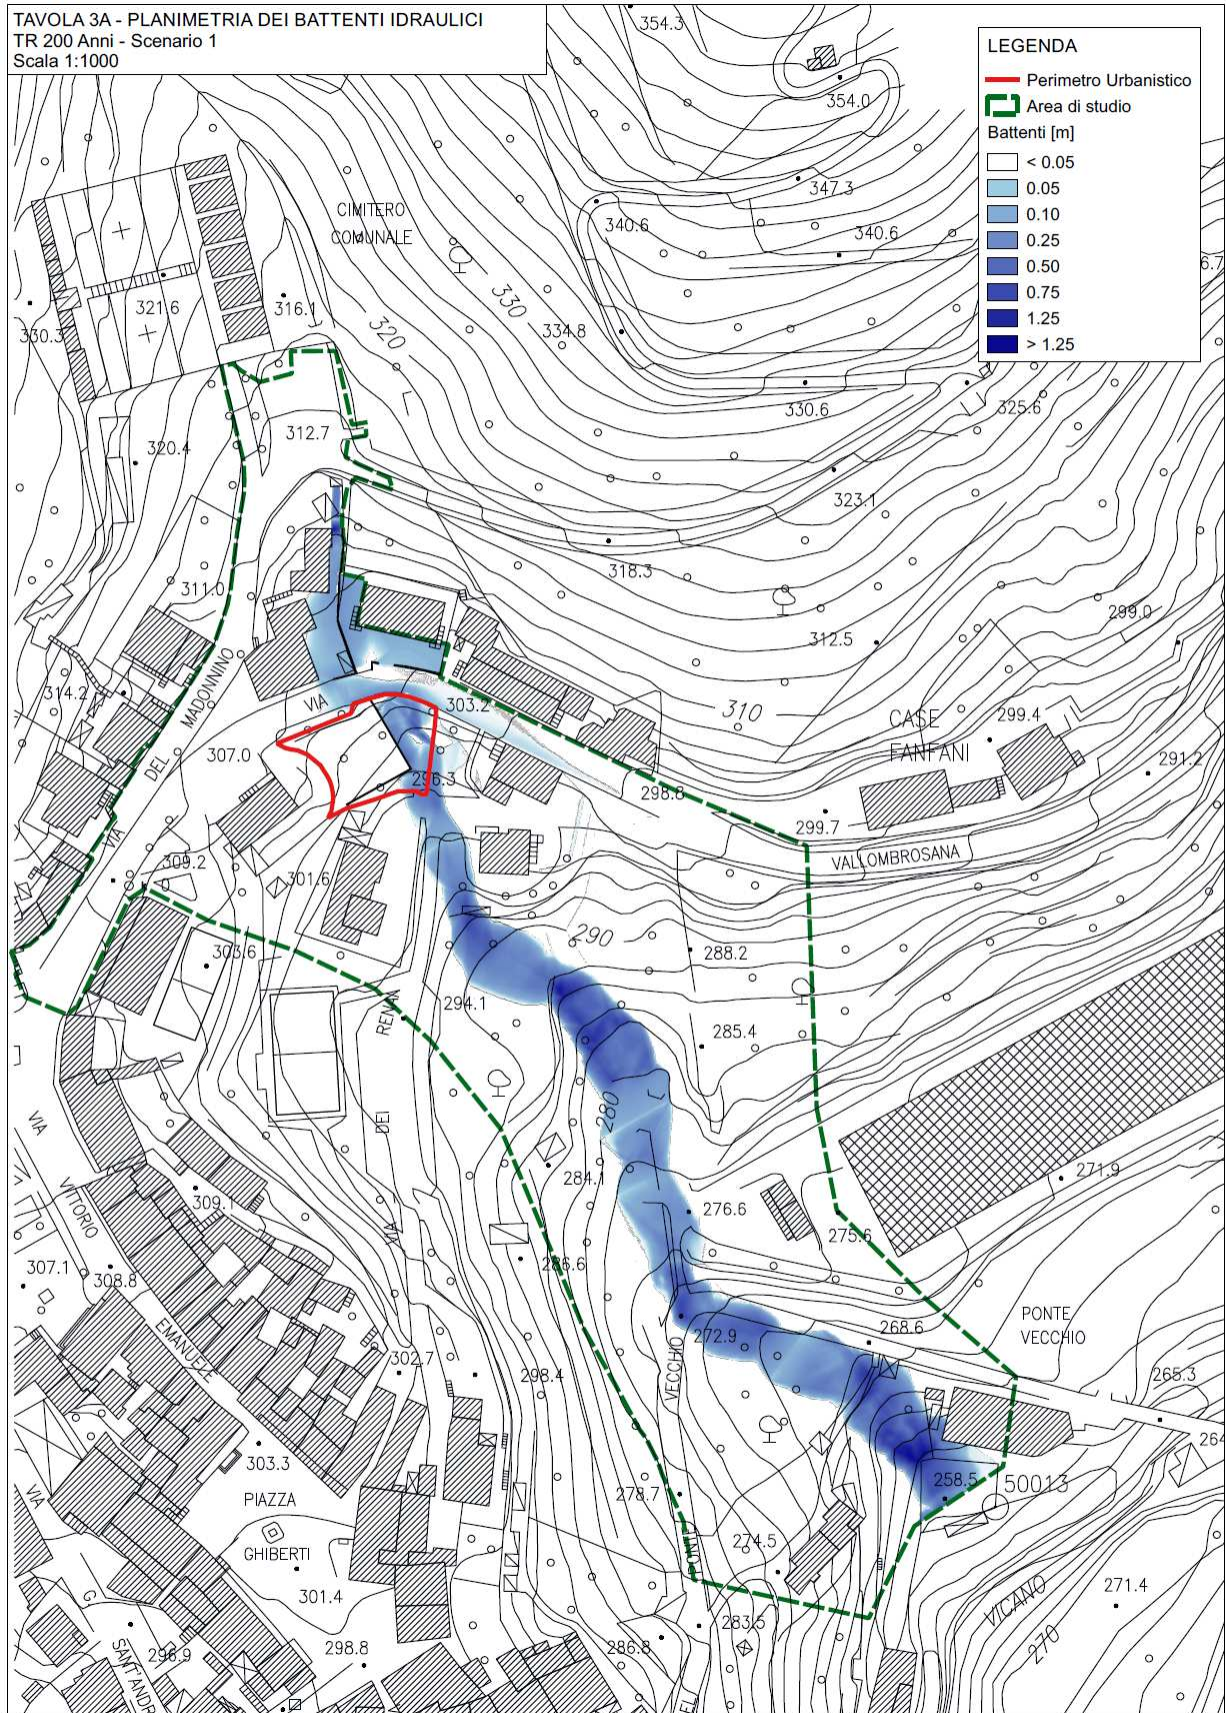 TAVOLA 3A - PLANIMETRIA DEI BATTENTI IDRAULICI
TR 200 Anni - Scenario 1
Scala 1:1000
LEGENDA
Perimetro Urbanistico
Area di studio
Battenti [m]
< 0.05
0.05
0.10
0.25
0.50
0.75
1.25
> 1.25
354.3
354.0
347.3
340.6
340.6
CIMITERO
COMUNALE
321.6
316.1
330.3
330
320
334.8
330.6
325.6
312.7
320.4
323.1
318.3
311.0
299.0
312.5
314.2
MADONNINO
VIA
303.2
310
CASE
FANFANI
299.4
307.0
DEL
296.3
291.2
298.8
299.7
VIA
VALLOMBROSANA
309.2
301.6
290
303.6
288.2
294.1
RENAI
285.4
280
VIA
DEI
284.1
271.9
276.6
309.1
VITTORIO
VIA
275.6
307.1
308.8
286.6
PONTE
VECCHIO
EMANUELE
272.9
268.6
302.7
298.4
VECCHIO
265.3
264
303.3
258.5
50013
VIA
278.7
PIAZZA
GHIBERTI
274.5
301.4
271.4
VICANO
283.5
286.8
298.8
296.9
270
SANT'ANDR
G.
EL